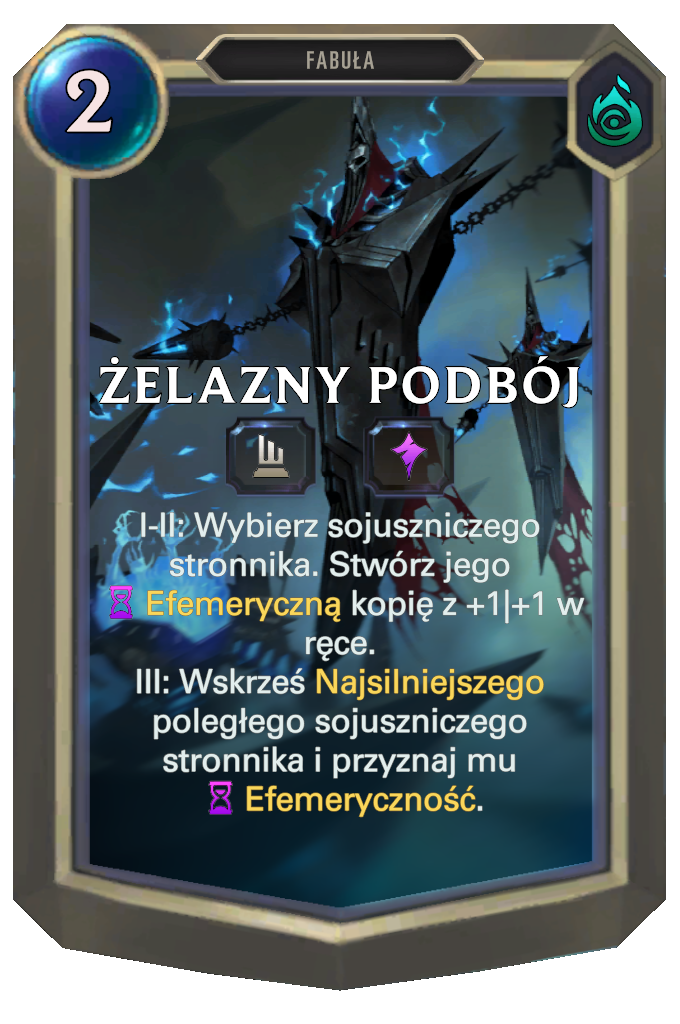 FABUŁA
2
ŻELAZNY PODBÓJ
I-II: Wybierz sojuszniczego
stronnika. Stwórz jego
Efemeryczną kopię z +1|+1 w
ręce.
III: Wskrześ Najsilniejszego
poległego sojuszniczego
stronnika i przyznaj mu
Efemeryczność.